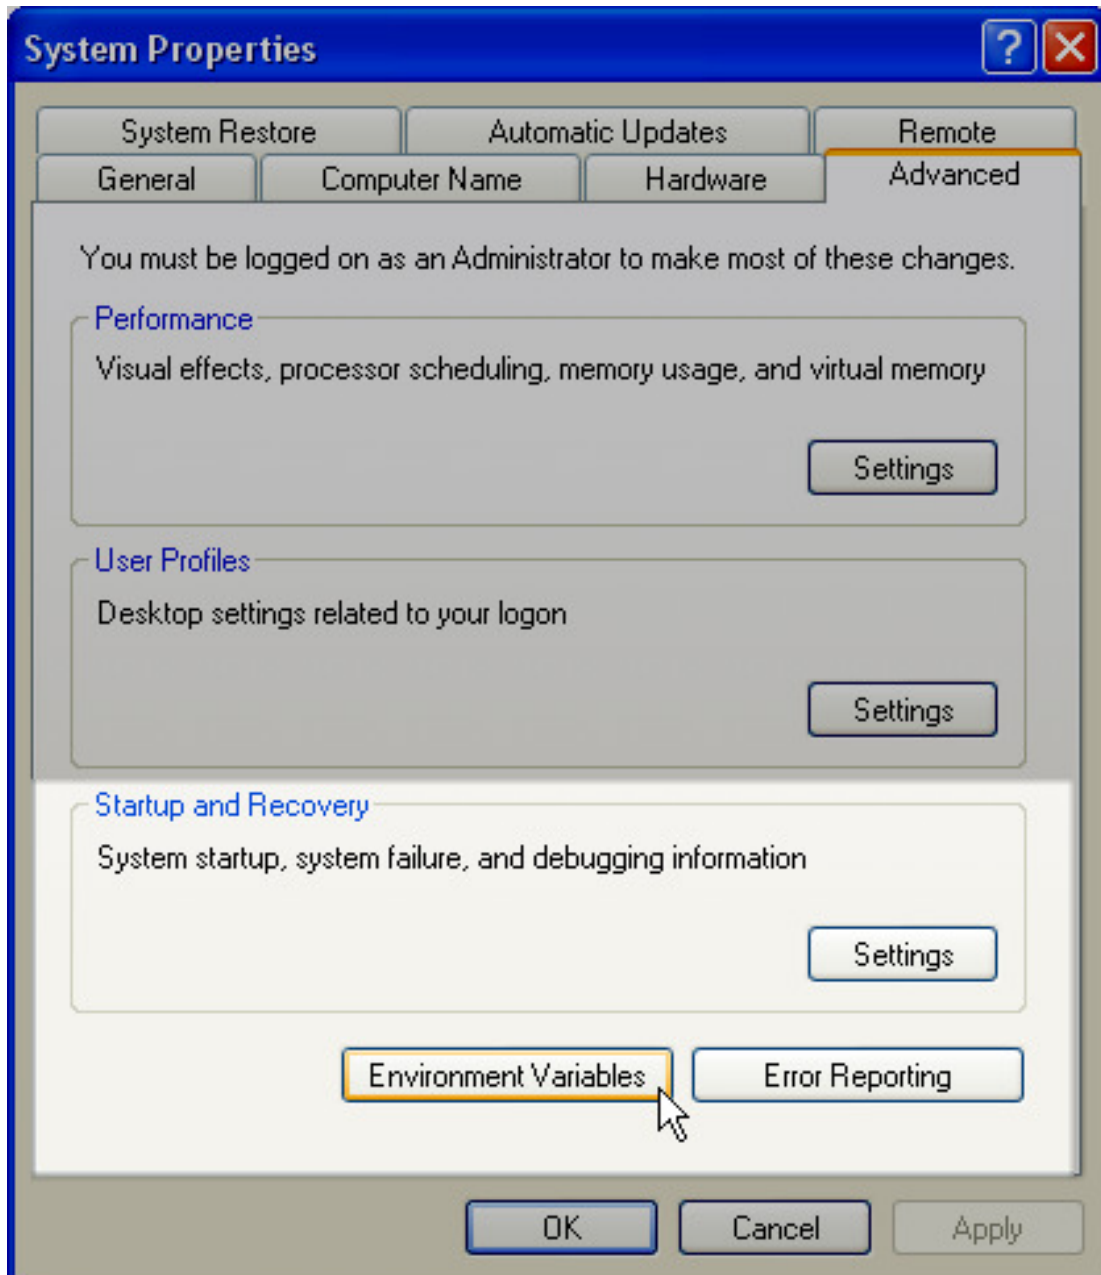 System Properties
System Restore Automatic Updates Remote
General Computer Name Hardware Advanced
You must be logged on as an Administrator to make most of these changes.
Performance
Visual effects, processor scheduling, memory usage, and virtual memory
Settings
User Profiles
Desktop settings related to your logon
Settings
Startup and Recovery
System startup, system failure, and debugging information
Settings
Environment Variables Error Reporting
OK Cancel Apply